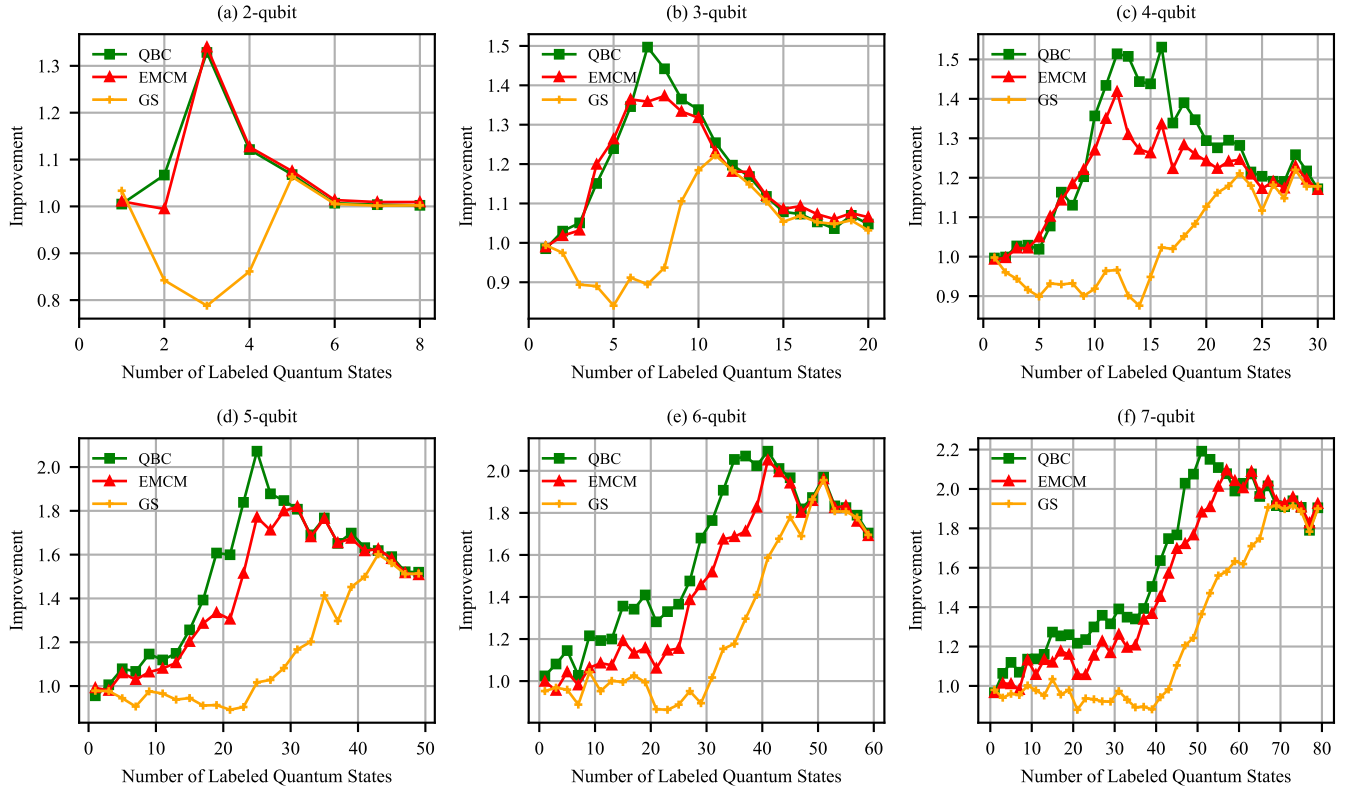 (a) 2-qubit
QBC
EMCM
GS
Improvement
1.3
1.2
1.1
1.0
0.9
0.8
0 2 4 6 8
Number of Labeled Quantum States
(b) 3-qubit
QBC
EMCM
GS
Improvement
1.5
1.4
1.3
1.2
1.1
1.0
0.9
0 5 10 15 20
Number of Labeled Quantum States
(c) 4-qubit
QBC
EMCM
GS
Improvement
1.5
1.4
1.3
1.2
1.1
1.0
0.9
0 5 10 15 20 25 30
Number of Labeled Quantum States
(d) 5-qubit
QBC
EMCM
GS
Improvement
2.0
1.8
1.6
1.4
1.2
1.0
0 10 20 30 40 50
Number of Labeled Quantum States
(e) 6-qubit
QBC
EMCM
GS
Improvement
2.0
1.8
1.6
1.4
1.2
1.0
0 10 20 30 40 50 60
Number of Labeled Quantum States
(f) 7-qubit
QBC
EMCM
GS
Improvement
2.2
2.0
1.8
1.6
1.4
1.2
1.0
0 10 20 30 40 50 60 70 80
Number of Labeled Quantum States